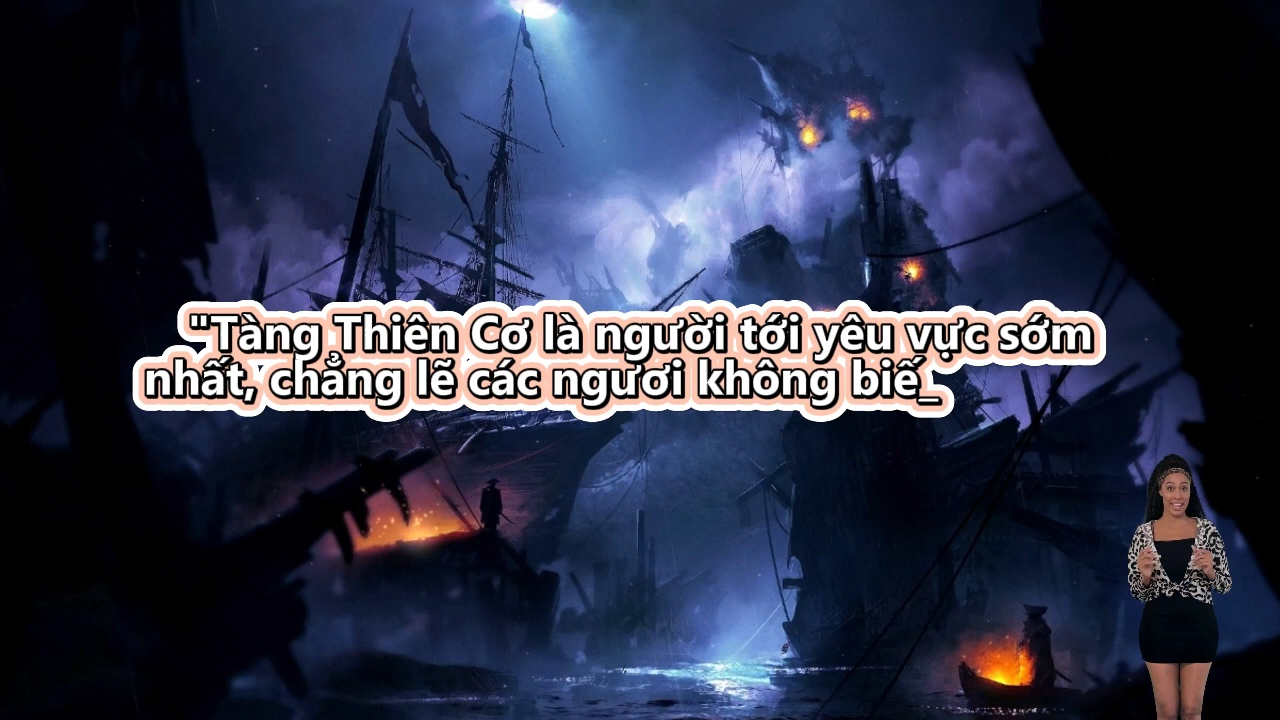 "Tàng Thiên Cơ là người tới yêu vực sớm
nhất, chẳng lẽ các ngươi không biế_